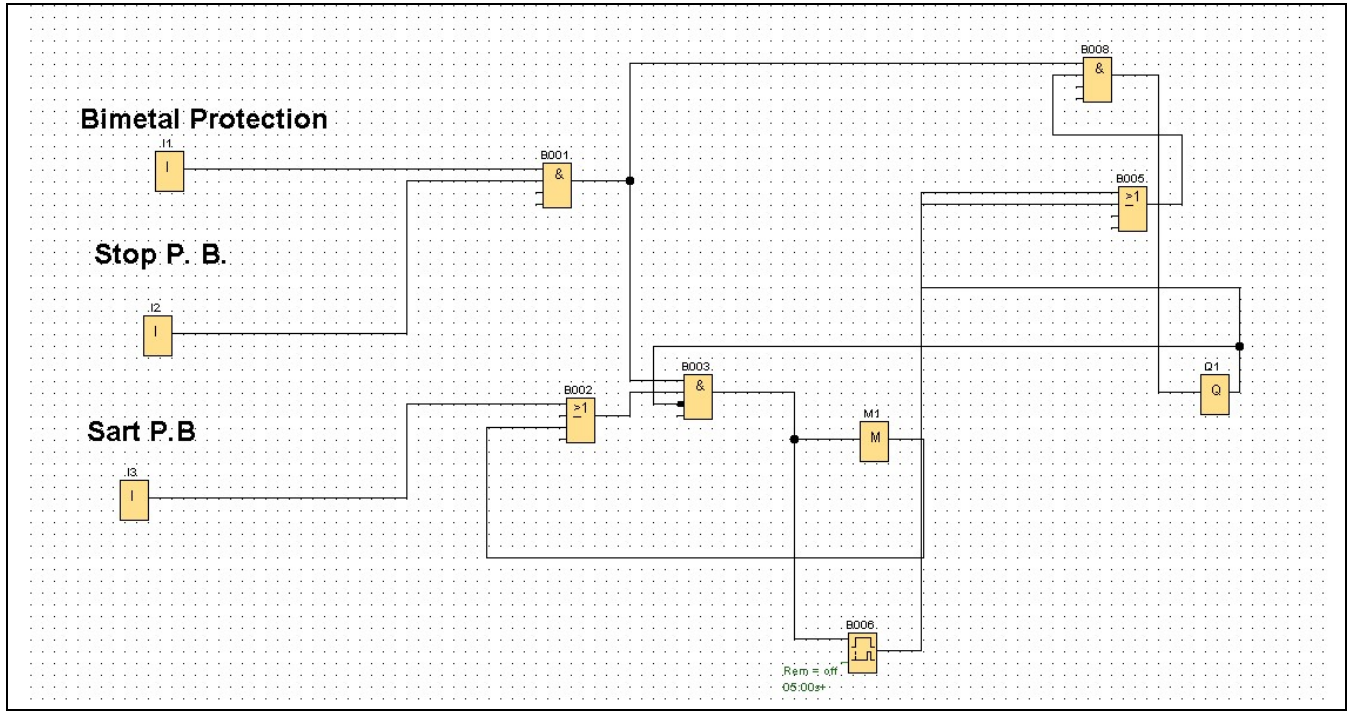 B008
&
Bimetal Protection
I1
I
B001
&
B005
≥1
Stop P. B.
I2
I
B003
&
Q1
Q
B002
≥1
M1
M
Sart P.B
I3
I
B006
Rem = off
05:00s+